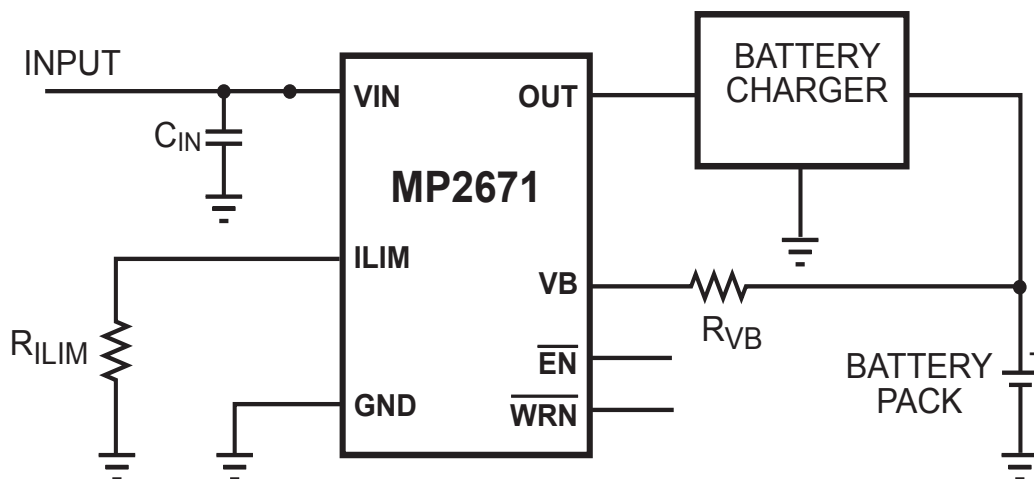 INPUT
CIN
RILIM
VIN
OUT
MP2671
ILIM
VB
EN
GND
WRN
BATTERY
CHARGER
RVB
BATTERY
PACK